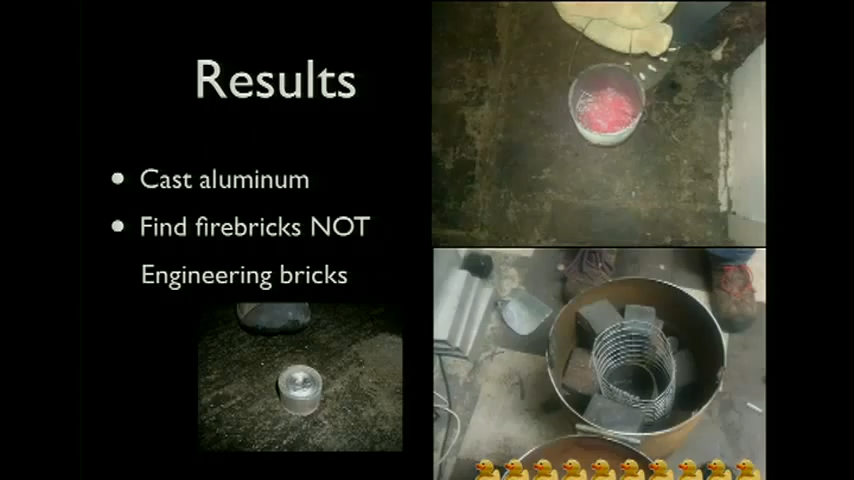 Results
Cast aluminum
Find firebricks NOT
Engineering bricks